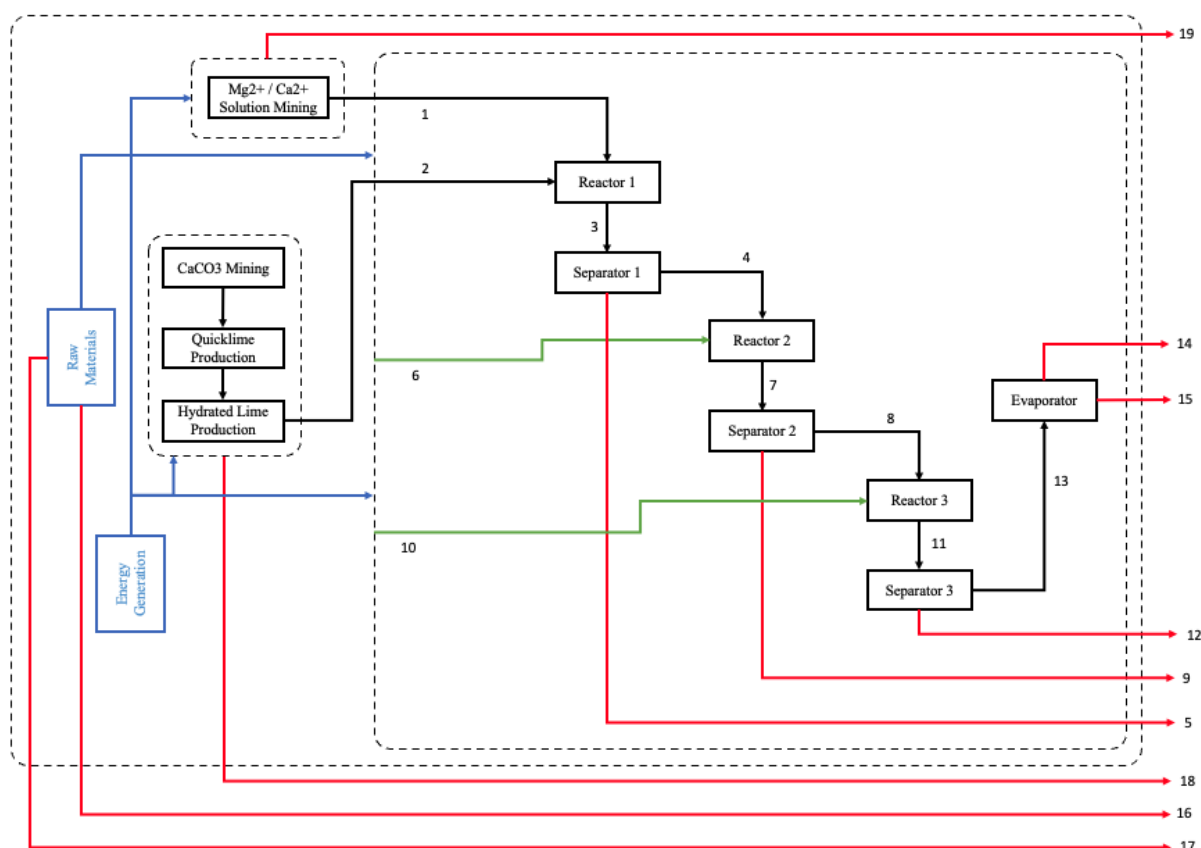 19
Mg2+ / Ca2+
Solution Mining
1
2
Reactor 1
3
4
CaCO3 Mining
Separator 1
Raw
Materials
Quicklime
Production
Reactor 2
6
7
14
Evaporator
15
Hydrated Lime
Production
Separator 2
8
13
Reactor 3
10
11
Energy
Generation
Separator 3
12
9
5
18
16
17